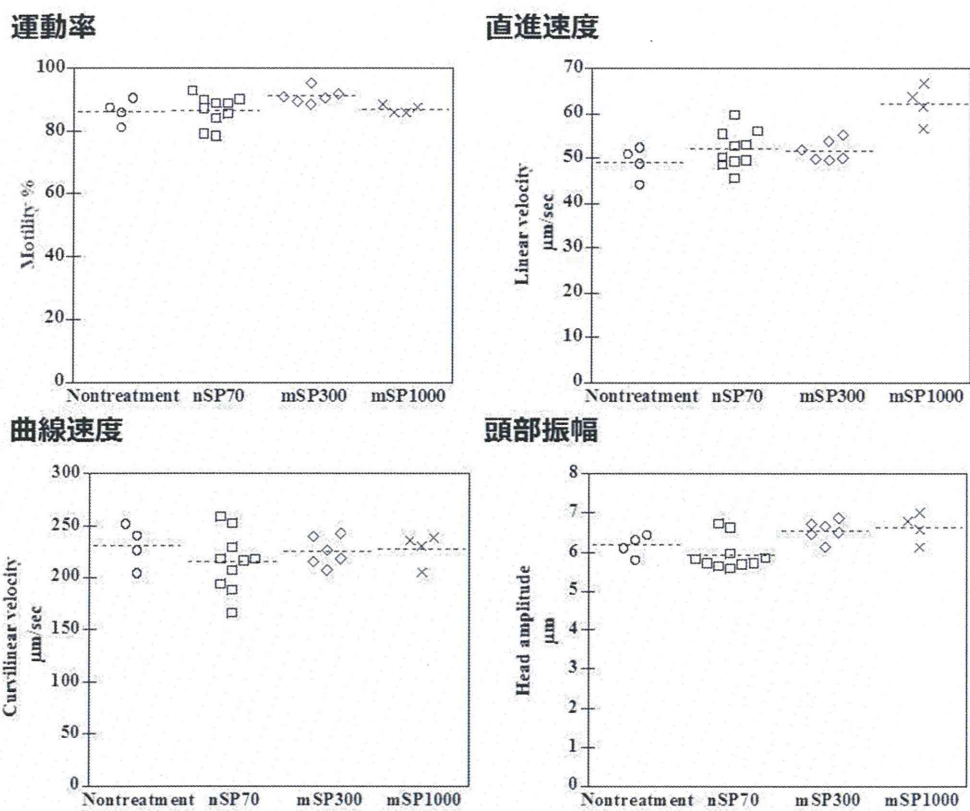 運動率
100
80
60
40
20
0
Motility %
Nontreatment nSP70 mSP300 mSP1000
直進速度
70
60
50
40
30
20
10
0
Linear velocity
μm/sec
Nontreatment nSP70 mSP300 mSP1000
曲線速度
300
250
200
150
100
50
0
Curvilinear velocity
μm/sec
Nontreatment nSP70 mSP300 mSP1000
頭部振幅
8
7
6
5
4
3
2
1
0
Head amplitude
μm
Nontreatment nSP70 mSP300 mSP1000